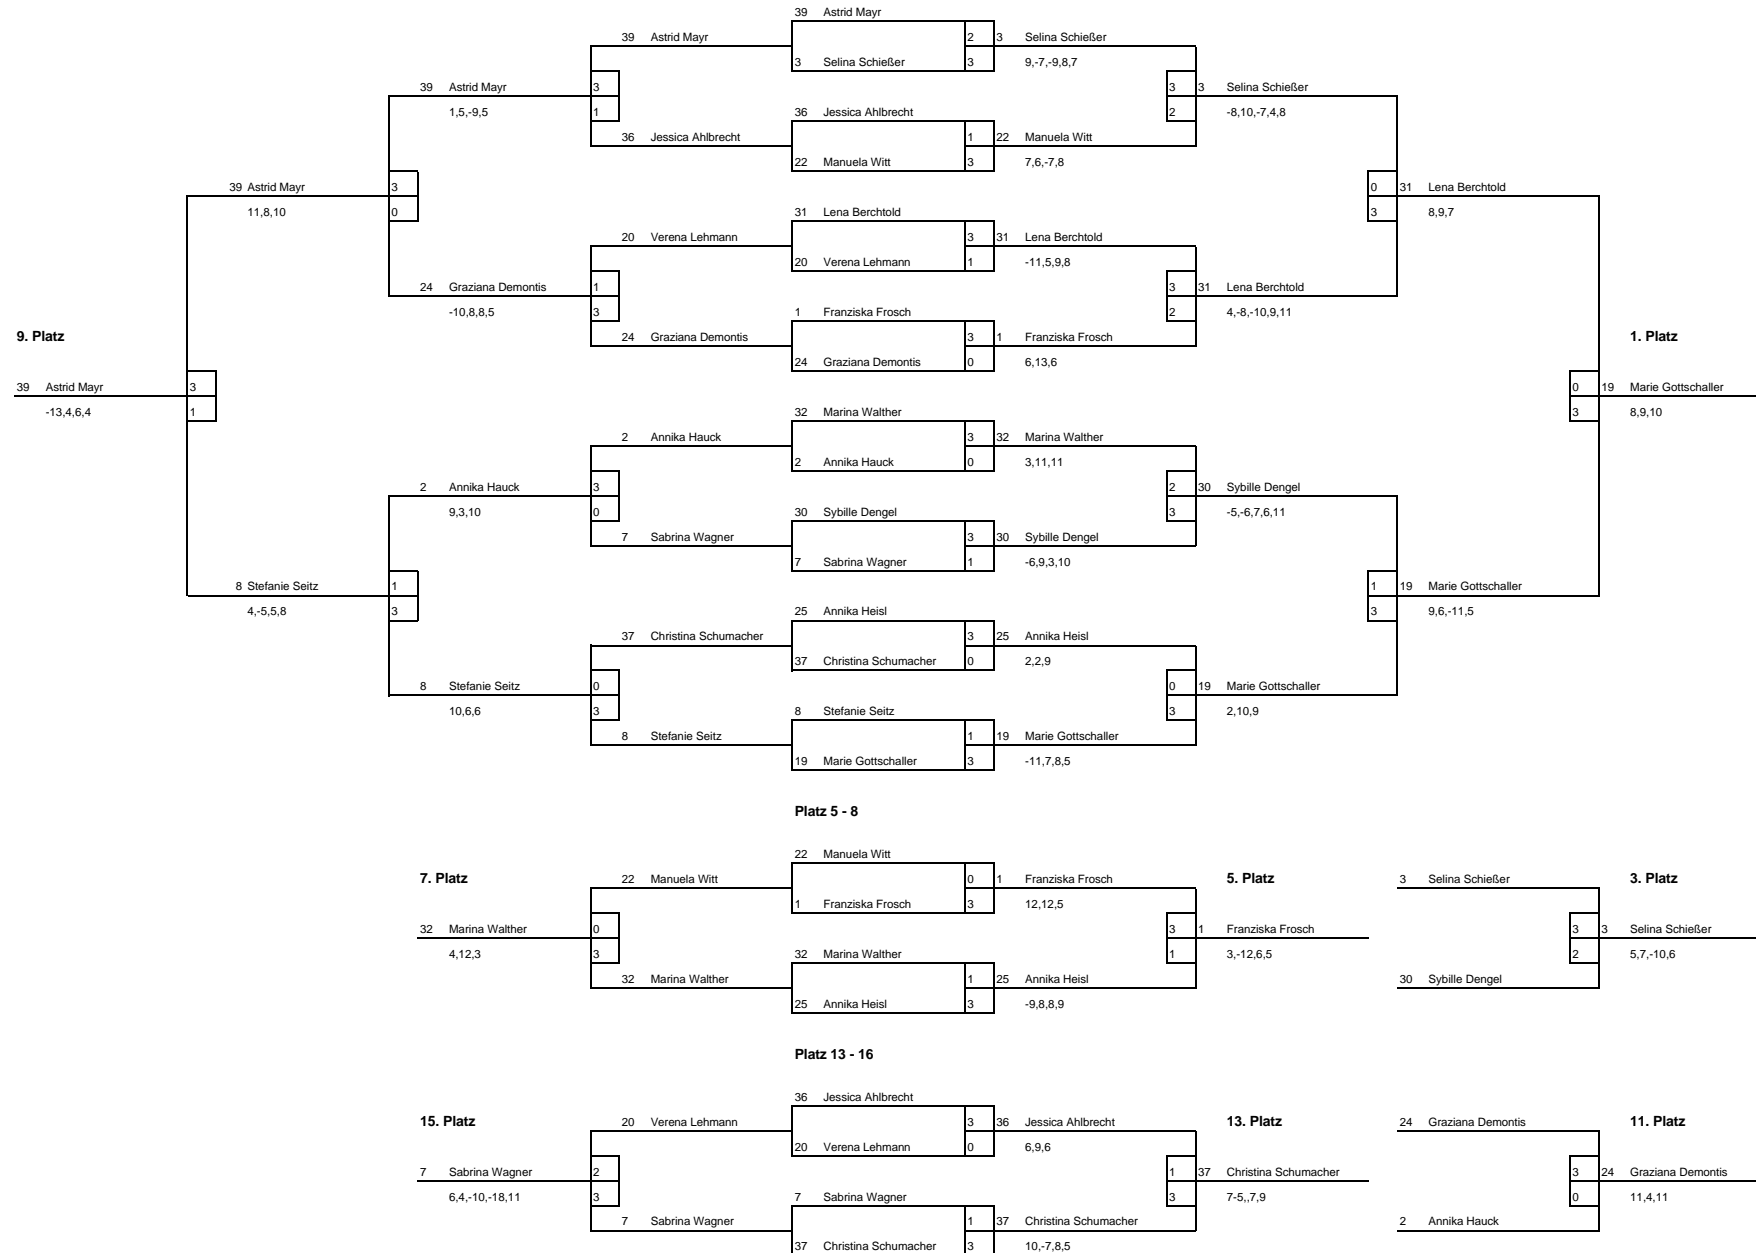 39 Astrid Mayr
39 Astrid Mayr 2 3 Selina Schießer
3 Selina Schießer 3 9,-7,-9,8,7
39 Astrid Mayr 3 3 3 Selina Schießer
1,5,-9,5 1 36 Jessica Ahlbrecht 2 -8,10,-7,4,8
36 Jessica Ahlbrecht 1 22 Manuela Witt
22 Manuela Witt 3 7,6,-7,8
39 Astrid Mayr 3 0 31 Lena Berchtold
11,8,10 0 31 Lena Berchtold 3 8,9,7
20 Verena Lehmann 3 31 Lena Berchtold
20 Verena Lehmann 1 -11,5,9,8
24 Graziana Demontis 1 3 31 Lena Berchtold
-10,8,8,5 3 1 Franziska Frosch 2 4,-8,-10,9,11
9. Platz 24 Graziana Demontis 3 1 Franziska Frosch 1. Platz
24 Graziana Demontis 0 6,13,6
39 Astrid Mayr 3 0 19 Marie Gottschaller
-13,4,6,4 1 32 Marina Walther 3 8,9,10
2 Annika Hauck 3 32 Marina Walther
2 Annika Hauck 0 3,11,11
2 Annika Hauck 3 2 30 Sybille Dengel
9,3,10 0 30 Sybille Dengel 3 -5,-6,7,6,11
7 Sabrina Wagner 3 30 Sybille Dengel
7 Sabrina Wagner 1 -6,9,3,10
8 Stefanie Seitz 1 1 19 Marie Gottschaller
4,-5,5,8 3 25 Annika Heisl 3 9,6,-11,5
37 Christina Schumacher 3 25 Annika Heisl
37 Christina Schumacher 0 2,2,9
8 Stefanie Seitz 0 0 19 Marie Gottschaller
10,6,6 3 8 Stefanie Seitz 3 2,10,9
8 Stefanie Seitz 1 19 Marie Gottschaller
19 Marie Gottschaller 3 -11,7,8,5
Platz 5 - 8
22 Manuela Witt
7. Platz 22 Manuela Witt 0 1 Franziska Frosch 5. Platz 3 Selina Schießer 3. Platz
1 Franziska Frosch 3 12,12,5
32 Marina Walther 0 3 1 Franziska Frosch 3 3 Selina Schießer
4,12,3 3 32 Marina Walther 1 3,-12,6,5 2 5,7,-10,6
32 Marina Walther 1 25 Annika Heisl 30 Sybille Dengel
25 Annika Heisl 3 -9,8,8,9
Platz 13 - 16
36 Jessica Ahlbrecht
15. Platz 20 Verena Lehmann 3 36 Jessica Ahlbrecht 13. Platz 24 Graziana Demontis 11. Platz
20 Verena Lehmann 0 6,9,6
7 Sabrina Wagner 2 1 37 Christina Schumacher 3 24 Graziana Demontis
6,4,-10,-18,11 3 7 Sabrina Wagner 3 7-5,,7,9 0 11,4,11
7 Sabrina Wagner 1 37 Christina Schumacher 2 Annika Hauck
37 Christina Schumacher 3 10,-7,8,5